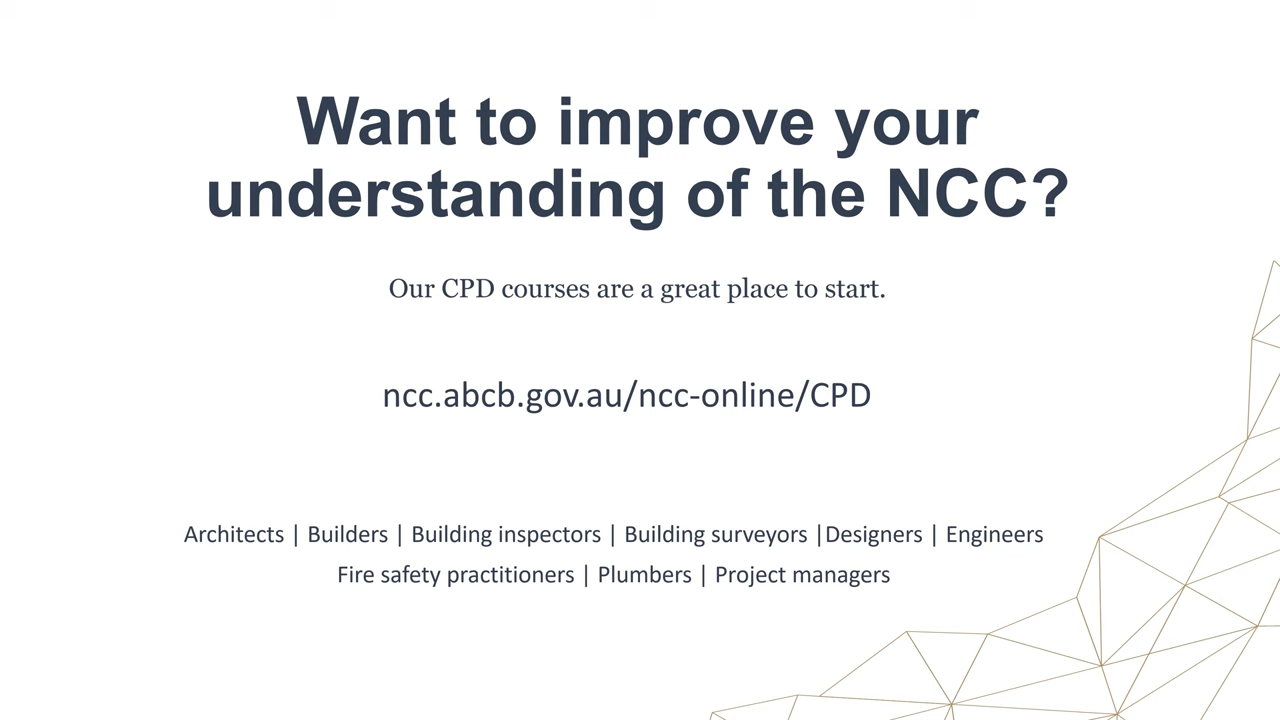 Want to improve your
understanding of the NCC?
Our CPD courses are a great place to start.
ncc.abcb.gov.au/ncc-online/CPD
Architects | Builders | Building inspectors | Building surveyors |Designers | Engineers
Fire safety practitioners | Plumbers | Project managers